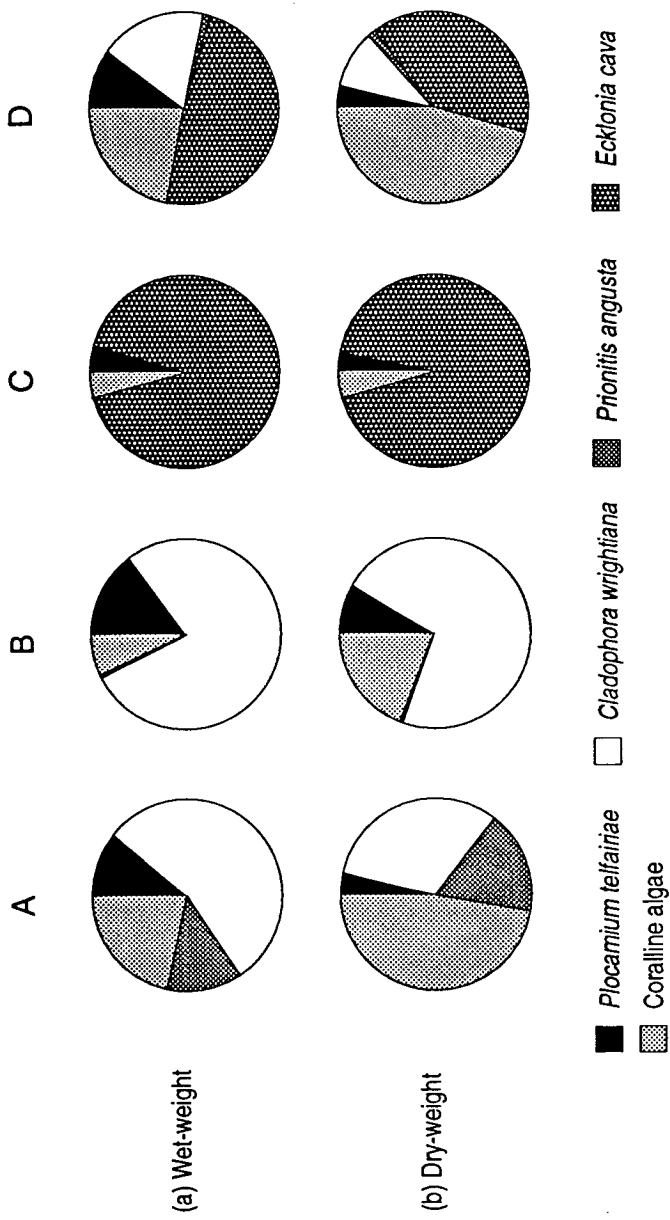 A B C D
(a) Wet-weight
(b) Dry-weight
Plocamium telfairiae Cladophora wrightiana Prionitis angusta Ecklonia cava
Coralline algae